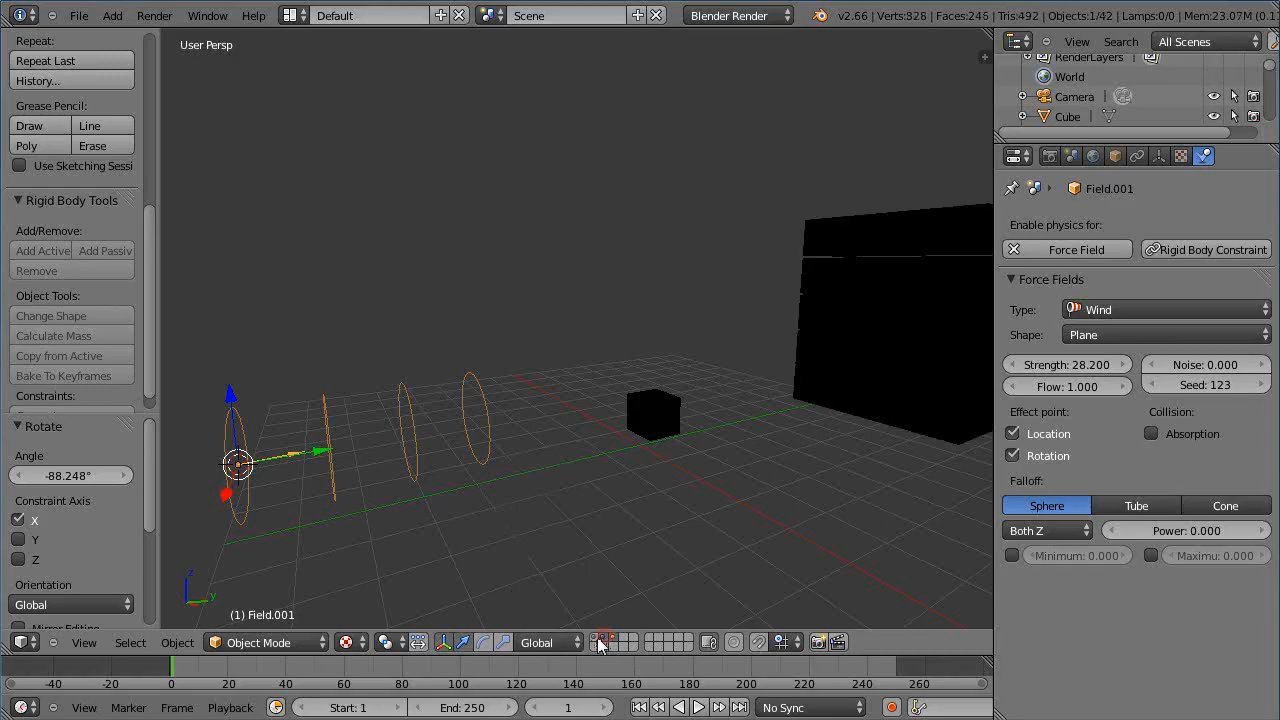 File Add Render Window Help Default Scene Blender Render v2.66 | Verts:328 | Faces:246 | Tris:492 | Objects:1/42 | Lamps:0/0 | Mem:23.07M (0.1
Repeat:
Repeat Last
History...
Grease Pencil:
Draw Line
Poly Erase
Use Sketching Sessi
Rigid Body Tools
Add/Remove:
Add Active Add Passiv
Remove
Object Tools:
Change Shape
Calculate Mass
Copy from Active
Bake To Keyframes
Constraints:
Rotate
Angle
-88.248°
Constraint Axis
X
Y
Z
Orientation
Global
User Persp
z
y
(1) Field.001
View Select Object Object Mode Global
-40 -20 0 20 40 60 80 100 120 140 160 180 200 220 240 260
View Marker Frame Playback Start: 1 End: 250 1 No Sync
View Search All Scenes
RenderLayers
World
Camera
Cube
Field.001
Enable physics for:
Force Field Rigid Body Constraint
Force Fields
Type: Wind
Shape: Plane
Strength: 28.200 Noise: 0.000
Flow: 1.000 Seed: 123
Effect point: Collision:
Location Absorption
Rotation
Falloff:
Sphere Tube Cone
Both Z Power: 0.000
Minimum: 0.000 Maximu: 0.000